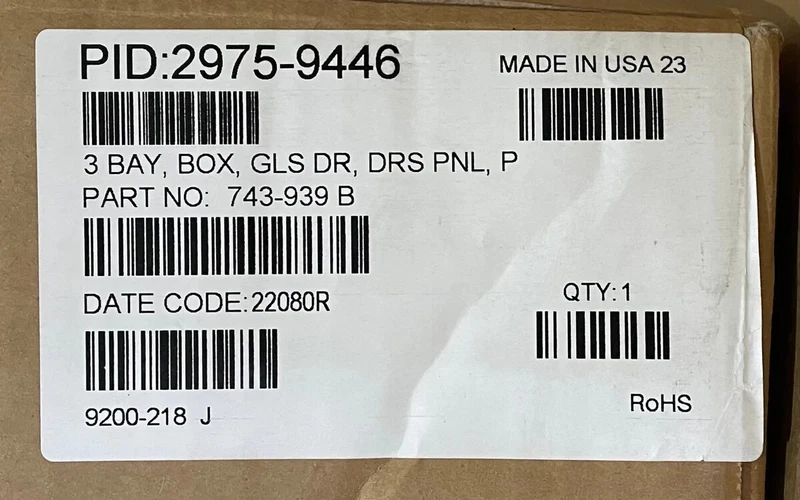 PID:2975-9446
MADE IN USA 23
3 BAY, BOX, GLS DR, DRS PNL, P
PART NO: 743-939 B
DATE CODE:22080R
QTY:1
9200-218 J
RoHS